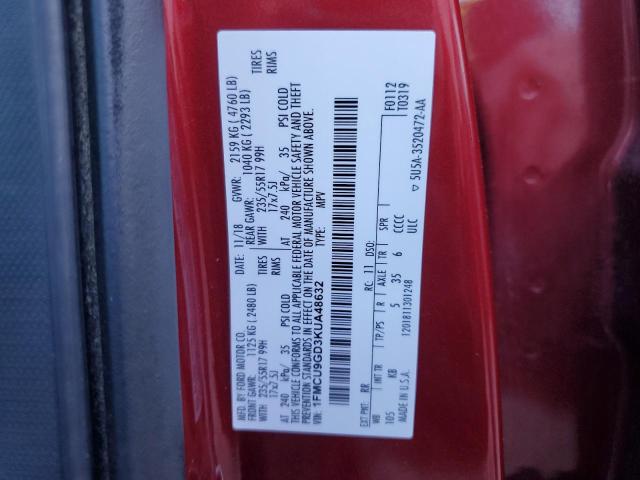 MFD. BY FORD MOTOR CO.
DATE: 11/18 GVWR: 2159 KG ( 4760 LB)
FRONT GAWR: 1125 KG ( 2480 LB) REAR GAWR: 1040 KG ( 2293 LB)
WITH 235/55R17 99H TIRES WITH 235/55R17 99H TIRES
17x7.5J RIMS 17x7.5J RIMS
AT 240 kPa/ 35 PSI COLD AT 240 kPa/ 35 PSI COLD
THIS VEHICLE CONFORMS TO ALL APPLICABLE FEDERAL MOTOR VEHICLE SAFETY AND THEFT
PREVENTION STANDARDS IN EFFECT ON THE DATE OF MANUFACTURE SHOWN ABOVE.
VIN: 1FMCU9GD3KUA48632 TYPE: MPV
F0112
T0319
EXT PNT: RR RC: 11 DSO:
WB INT TR TP/PS R AXLE TR SPR
105 KB 5 35 6 CCCC
ULC
MADE IN U.S.A. 1201811301248
5U5A-3520472-AA